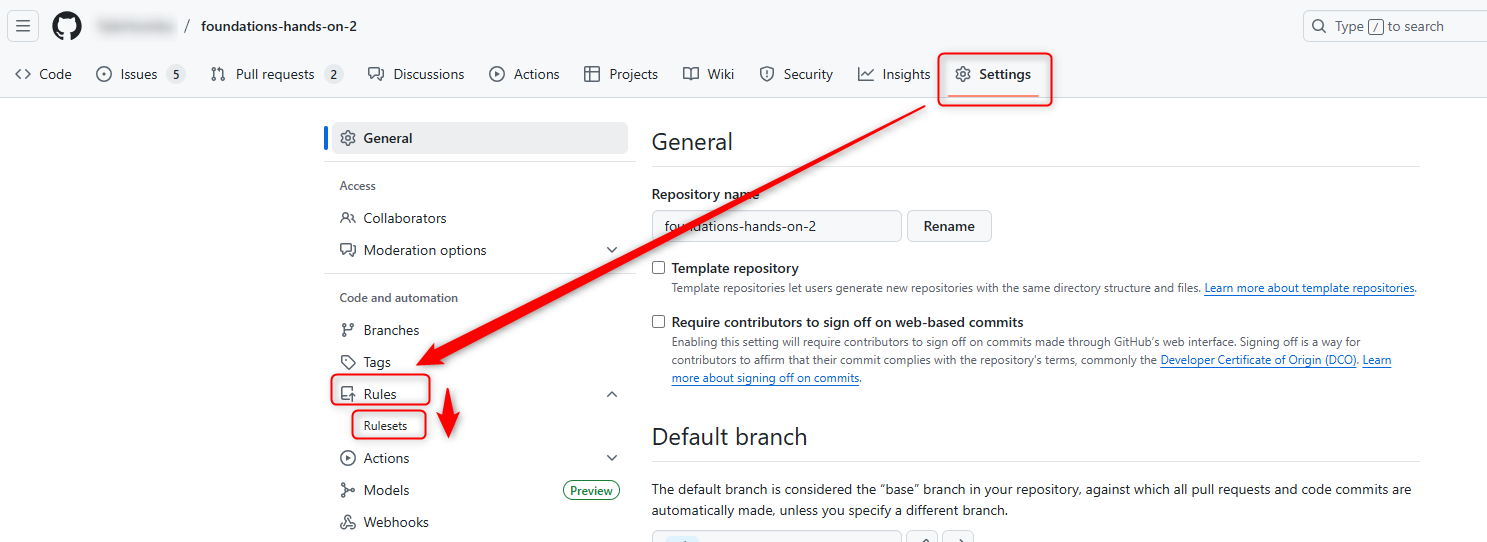 / foundations-hands-on-2
Type / to search
Code Issues 5 Pull requests 2 Discussions Actions Projects Wiki Security Insights Settings
General
Access
Collaborators
Moderation options
Code and automation
Branches
Tags
Rules
Rulesets
Actions
Models Preview
Webhooks
General
Repository name
foundations-hands-on-2 Rename
Template repository
Template repositories let users generate new repositories with the same directory structure and files. Learn more about template repositories.
Require contributors to sign off on web-based commits
Enabling this setting will require contributors to sign off on commits made through GitHub's web interface. Signing off is a way for
contributors to affirm that their commit complies with the repository's terms, commonly the Developer Certificate of Origin (DCO). Learn
more about signing off on commits.
Default branch
The default branch is considered the “base” branch in your repository, against which all pull requests and code commits are
automatically made, unless you specify a different branch.